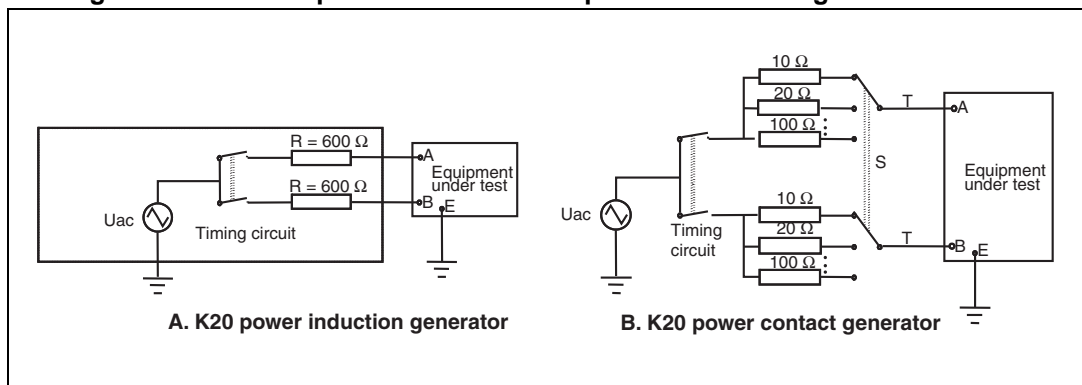 R = 600 Ω
R = 600 Ω
Uac
Timing circuit
A
B
E
Equipment
under test
A. K20 power induction generator
10 Ω
20 Ω
100 Ω
T
A
S
Uac
Timing
circuit
10 Ω
20 Ω
100 Ω
T
B
E
Equipment
under test
B. K20 power contact generator